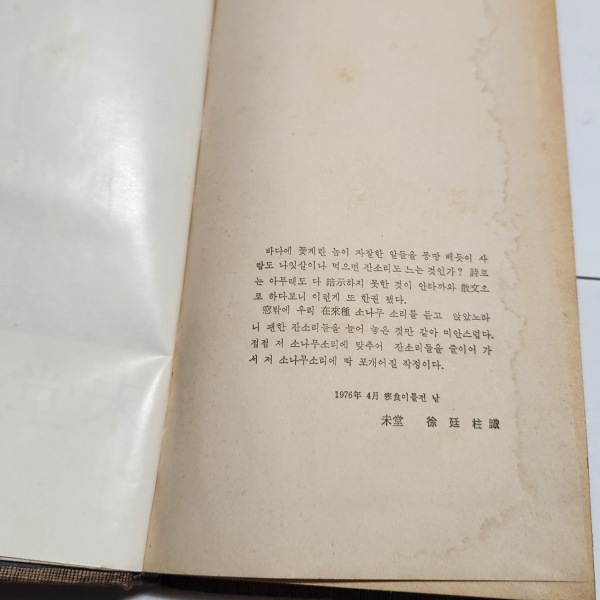 바다에 꽃게란 놈이 자잘한 알들을 몽땅 배듯이 사
람도 나잇살이나 먹으면 잔소리도 느는 것인가? 詩로
는 아무래도 다 暗示하지 못한 것이 안타까와 散文으
로 하다보니 이런게 또 한권 됐다.
窓밖에 우리 在來種 소나무 소리를 듣고 앉았노라
니 괜한 잔소리들을 늘어 놓은 것만 같아 미안스럽다.
점점 저 소나무소리에 맞추어 잔소리들을 줄이어 가
서 저 소나무소리에 딱 포개어질 작정이다.
1976年 4月 寒食이틀전 날
未堂 徐廷柱 識